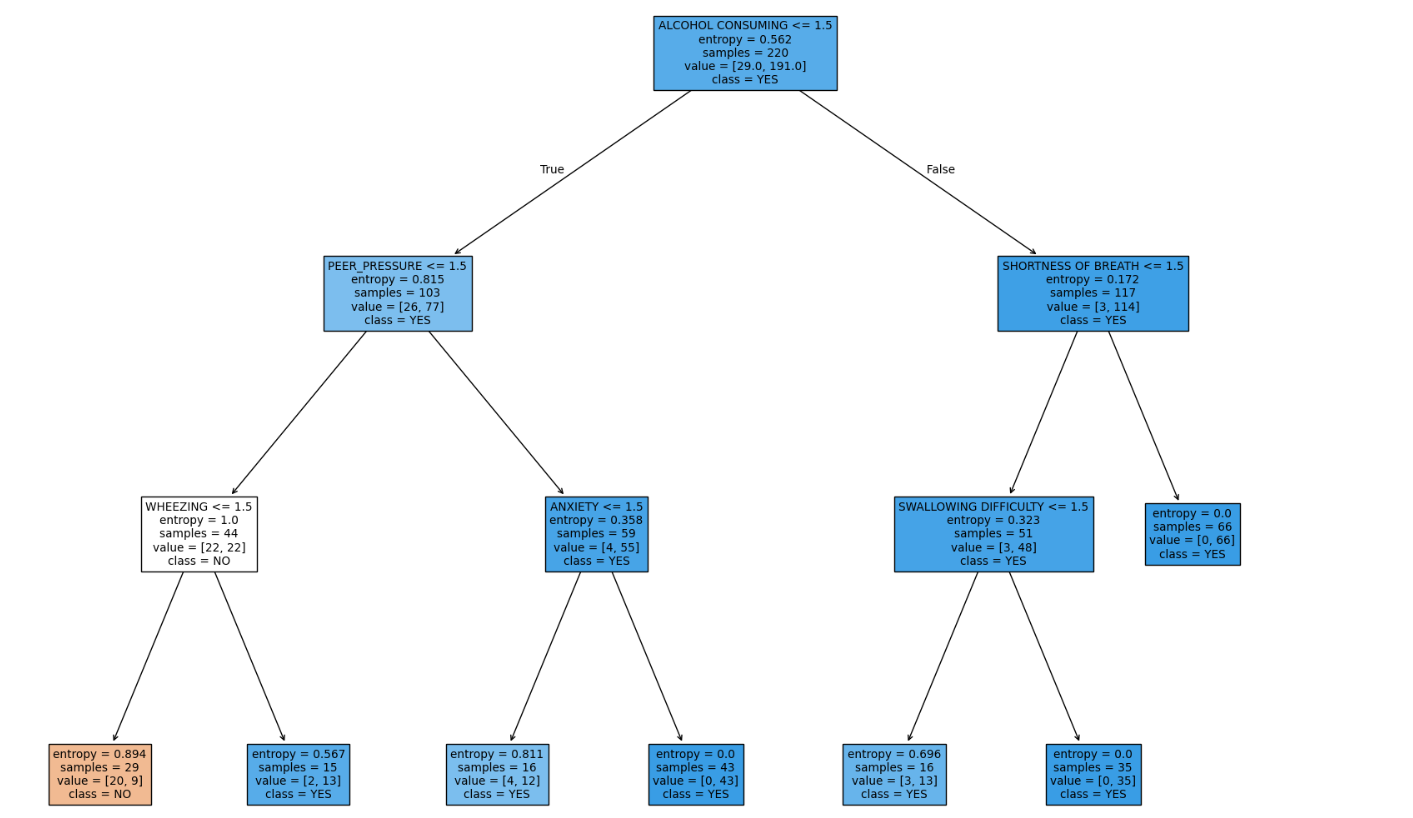 ALCOHOL CONSUMING <= 1.5
entropy = 0.562
samples = 220
value = [29.0, 191.0]
class = YES
True
False
PEER_PRESSURE <= 1.5
entropy = 0.815
samples = 103
value = [26, 77]
class = YES
SHORTNESS OF BREATH <= 1.5
entropy = 0.172
samples = 117
value = [3, 114]
class = YES
WHEEZING <= 1.5
entropy = 1.0
samples = 44
value = [22, 22]
class = NO
ANXIETY <= 1.5
entropy = 0.358
samples = 59
value = [4, 55]
class = YES
SWALLOWING DIFFICULTY <= 1.5
entropy = 0.323
samples = 51
value = [3, 48]
class = YES
entropy = 0.0
samples = 66
value = [0, 66]
class = YES
entropy = 0.894
samples = 29
value = [20, 9]
class = NO
entropy = 0.567
samples = 15
value = [2, 13]
class = YES
entropy = 0.811
samples = 16
value = [4, 12]
class = YES
entropy = 0.0
samples = 43
value = [0, 43]
class = YES
entropy = 0.696
samples = 16
value = [3, 13]
class = YES
entropy = 0.0
samples = 35
value = [0, 35]
class = YES